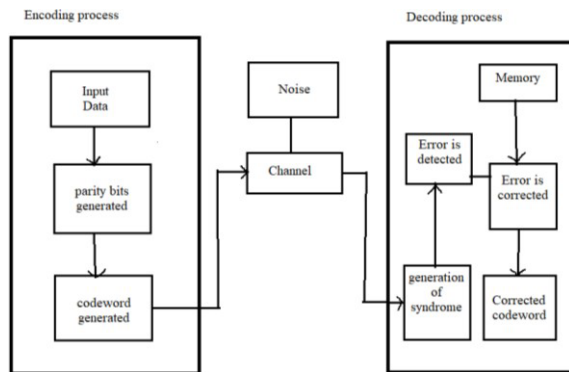 Encoding process
Decoding process
Input
Data
parity bits
generated
codeword
generated
Noise
Channel
Memory
Error is
detected
Error is
corrected
generation
of
syndrome
Corrected
codeword